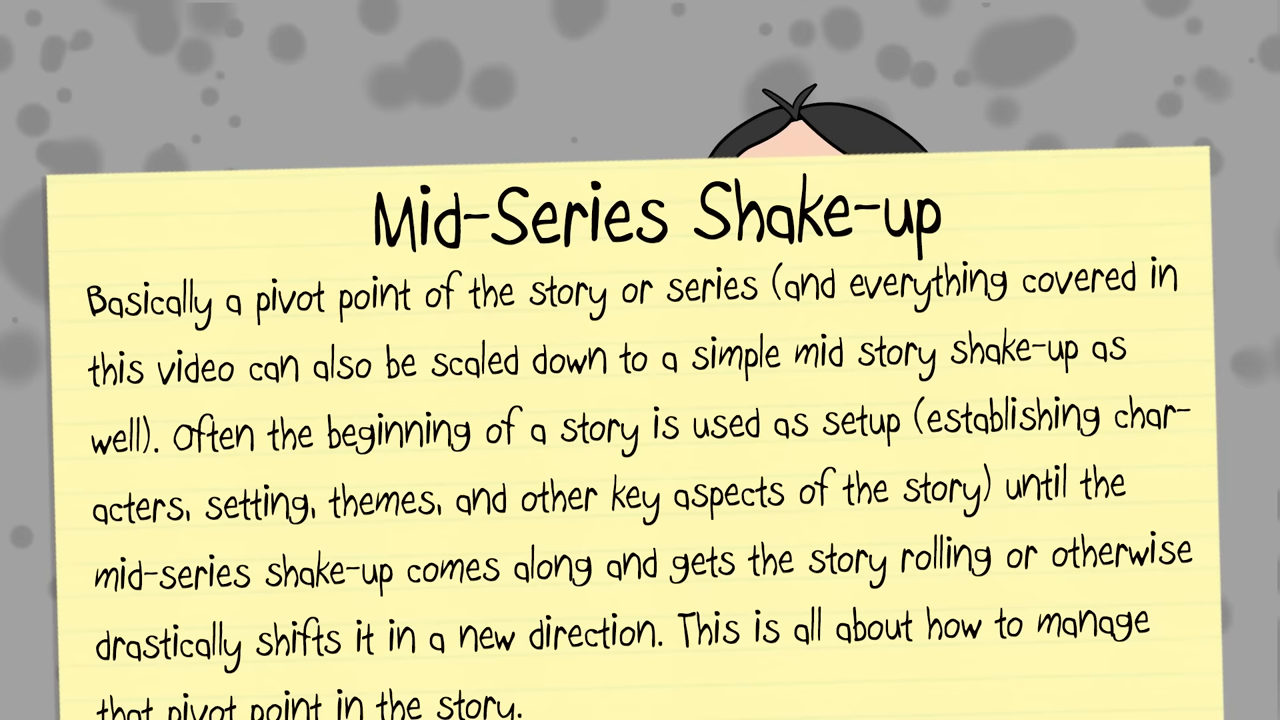 Mid-Series Shake-up
Basically a pivot point of the story or series (and everything covered in
this video can also be scaled down to a simple mid story shake-up as
well). Often the beginning of a story is used as setup (establishing char-
acters, setting, themes, and other key aspects of the story) until the
mid-series shake-up comes along and gets the story rolling or otherwise
drastically shifts it in a new direction. This is all about how to manage
that pivot point in the story.